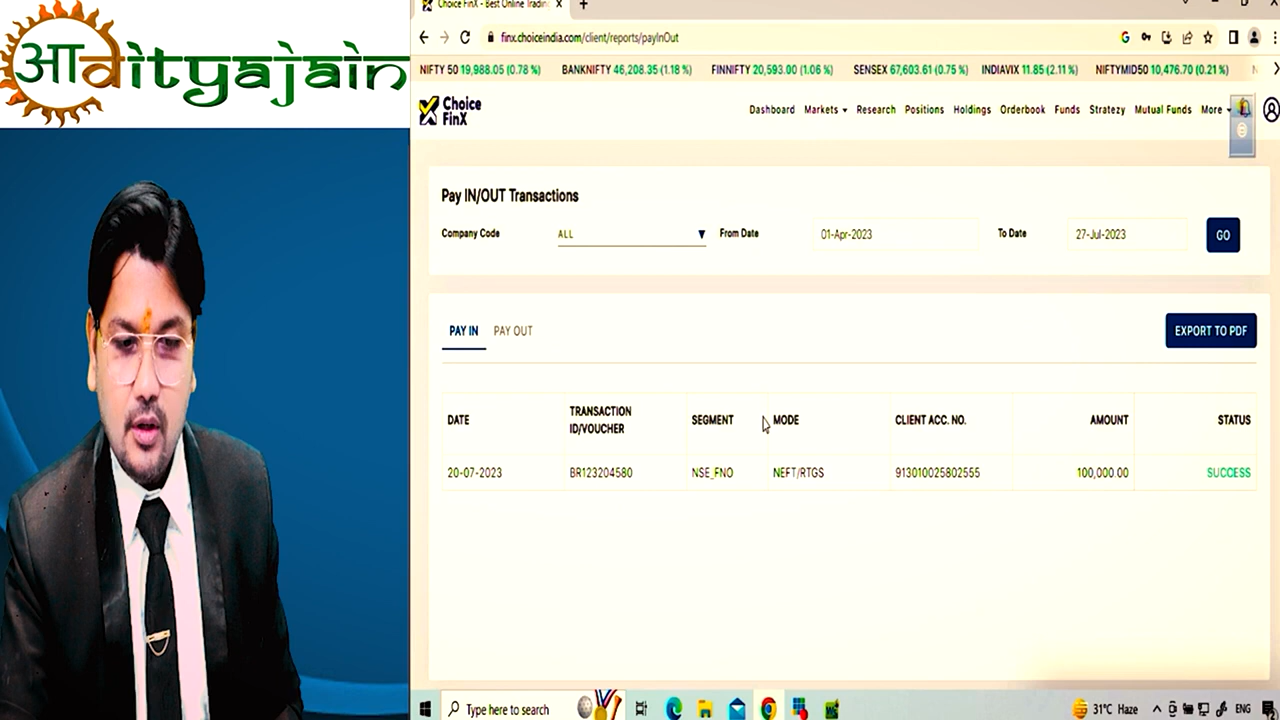 आdityajain
Choice FinX - Best Online Trading
finx.choiceindia.com/client/reports/payInOut
NIFTY 50 19,988.05 (0.78 %) BANKNIFTY 46,208.35 (1.18 %) FINNIFTY 20,593.00 (1.06 %) SENSEX 67,603.61 (0.75 %) INDIAVIX 11.85 (2.11 %) NIFTYMID50 10,476.70 (0.21 %)
Choice
FinX
Dashboard Markets Research Positions Holdings Orderbook Funds Stratezy Mutual Funds More
Pay IN/OUT Transactions
Company Code ALL From Date 01-Apr-2023 To Date 27-Jul-2023 GO
PAY IN PAY OUT EXPORT TO PDF
DATE TRANSACTION ID/VOUCHER SEGMENT MODE CLIENT ACC. NO. AMOUNT STATUS
20-07-2023 BR123204580 NSE_FNO NEFT/RTGS 913010025802555 100,000.00 SUCCESS
Type here to search 31°C Haze ENG